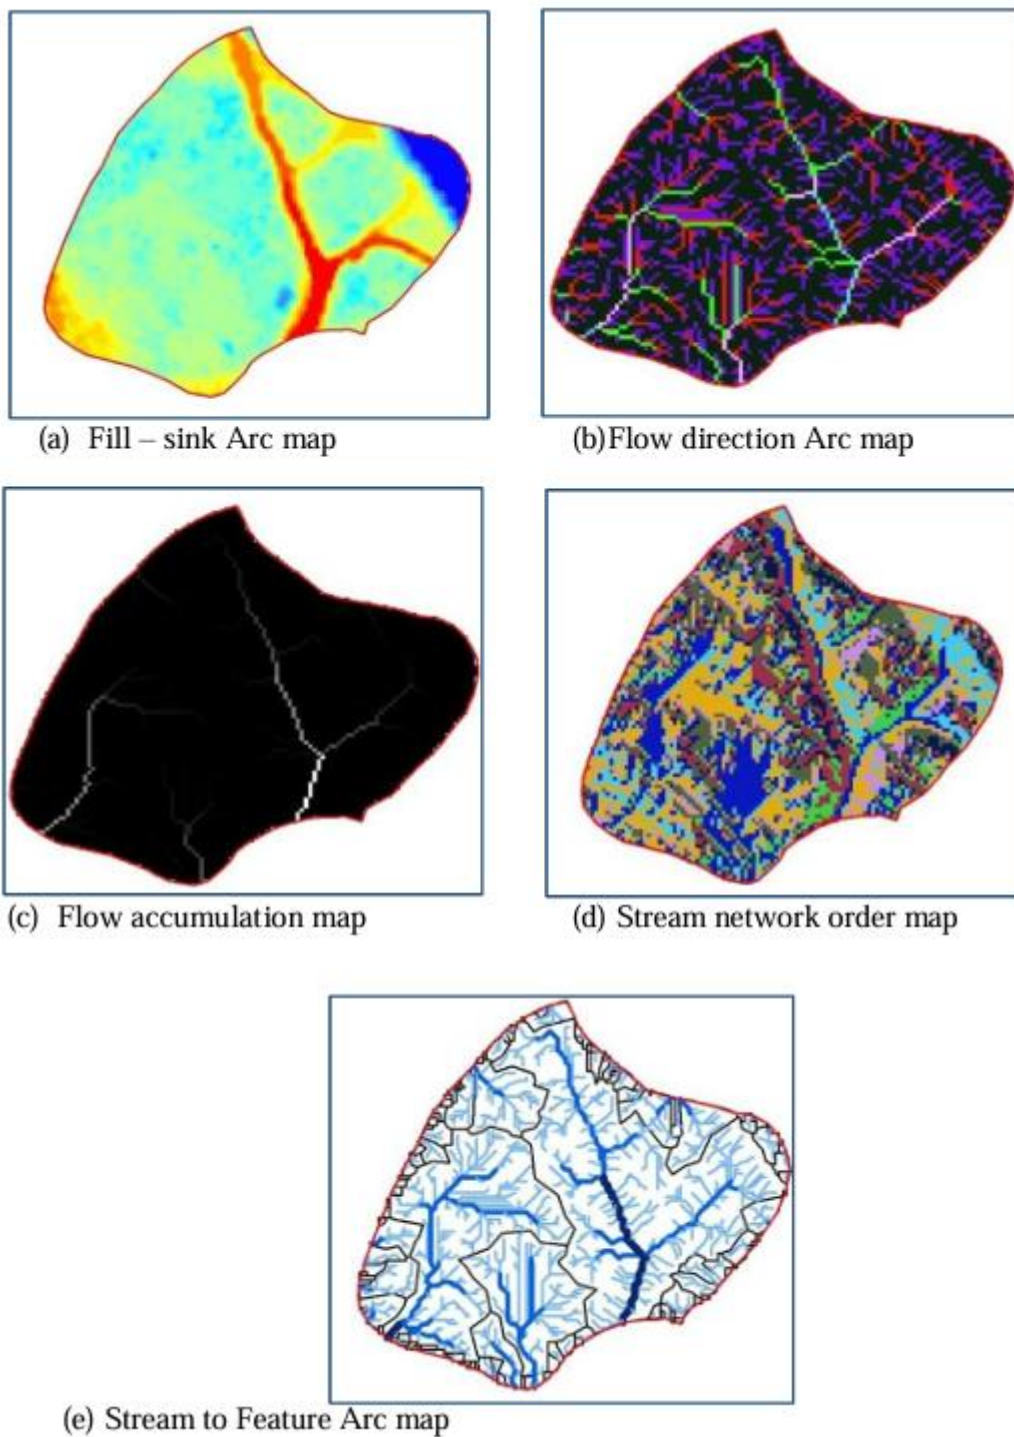 (a) Fill – sink Arc map
(b)Flow direction Arc map
(c) Flow accumulation map
(d) Stream network order map
(e) Stream to Feature Arc map